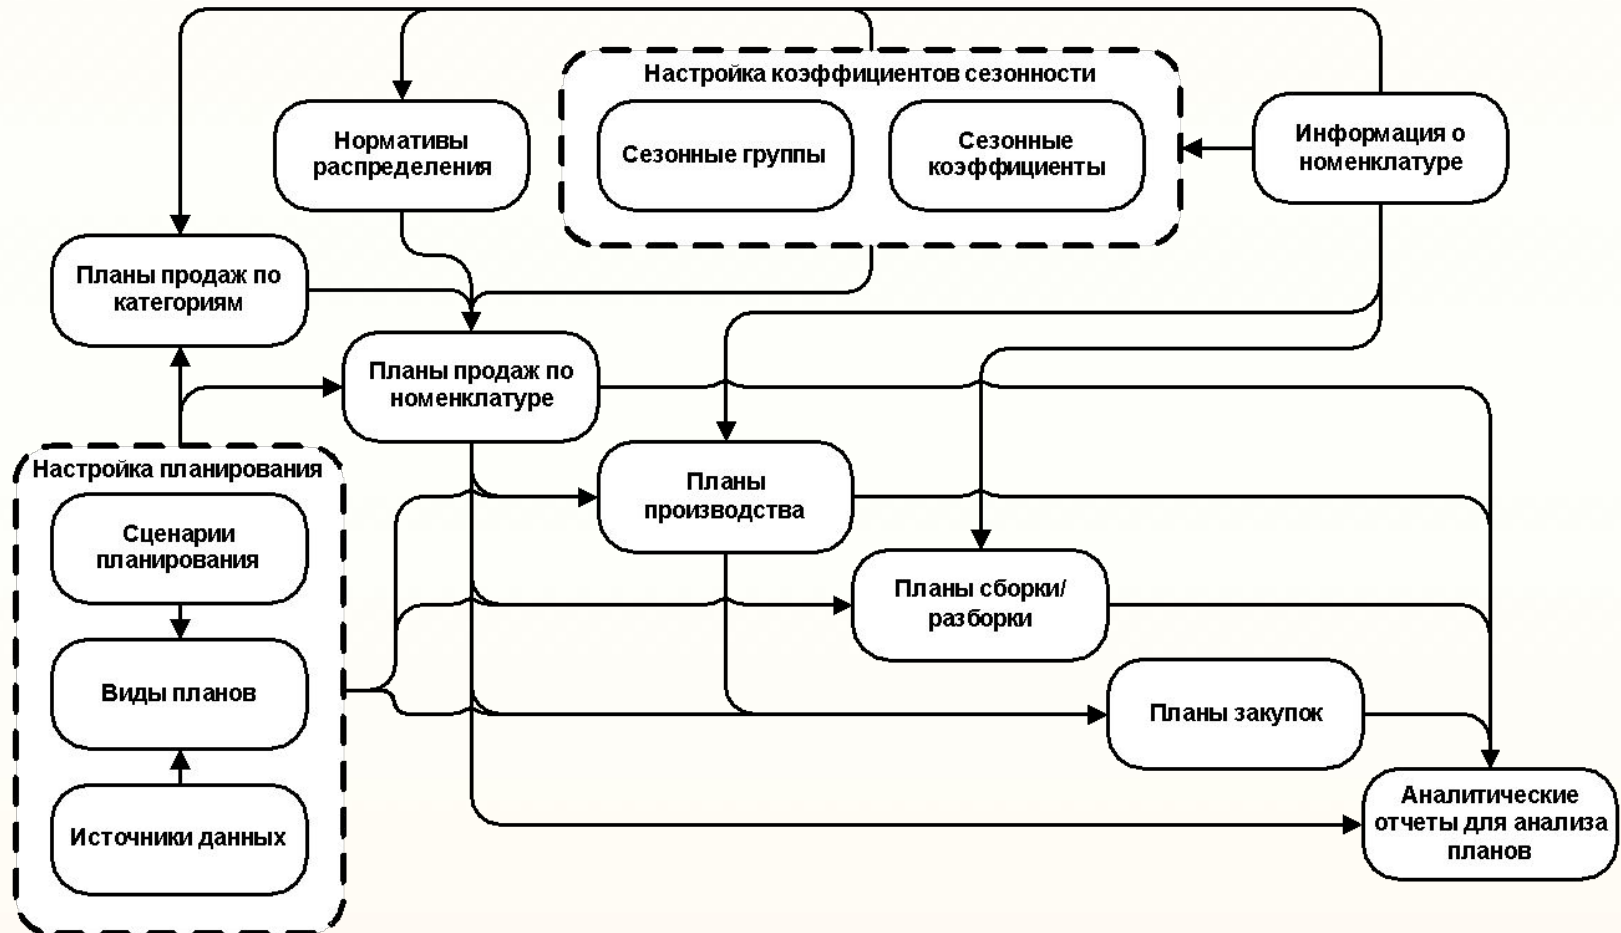 Настройка коэффициентов сезонности
Нормативы
распределения
Сезонные группы
Сезонные
коэффициенты
Информация о
номенклатуре
Планы продаж по
категориям
Планы продаж по
номенклатуре
Настройка планирования
Сценарии
планирования
Виды планов
Источники данных
Планы
производства
Планы сборки/
разборки
Планы закупок
Аналитические
отчеты для анализа
планов